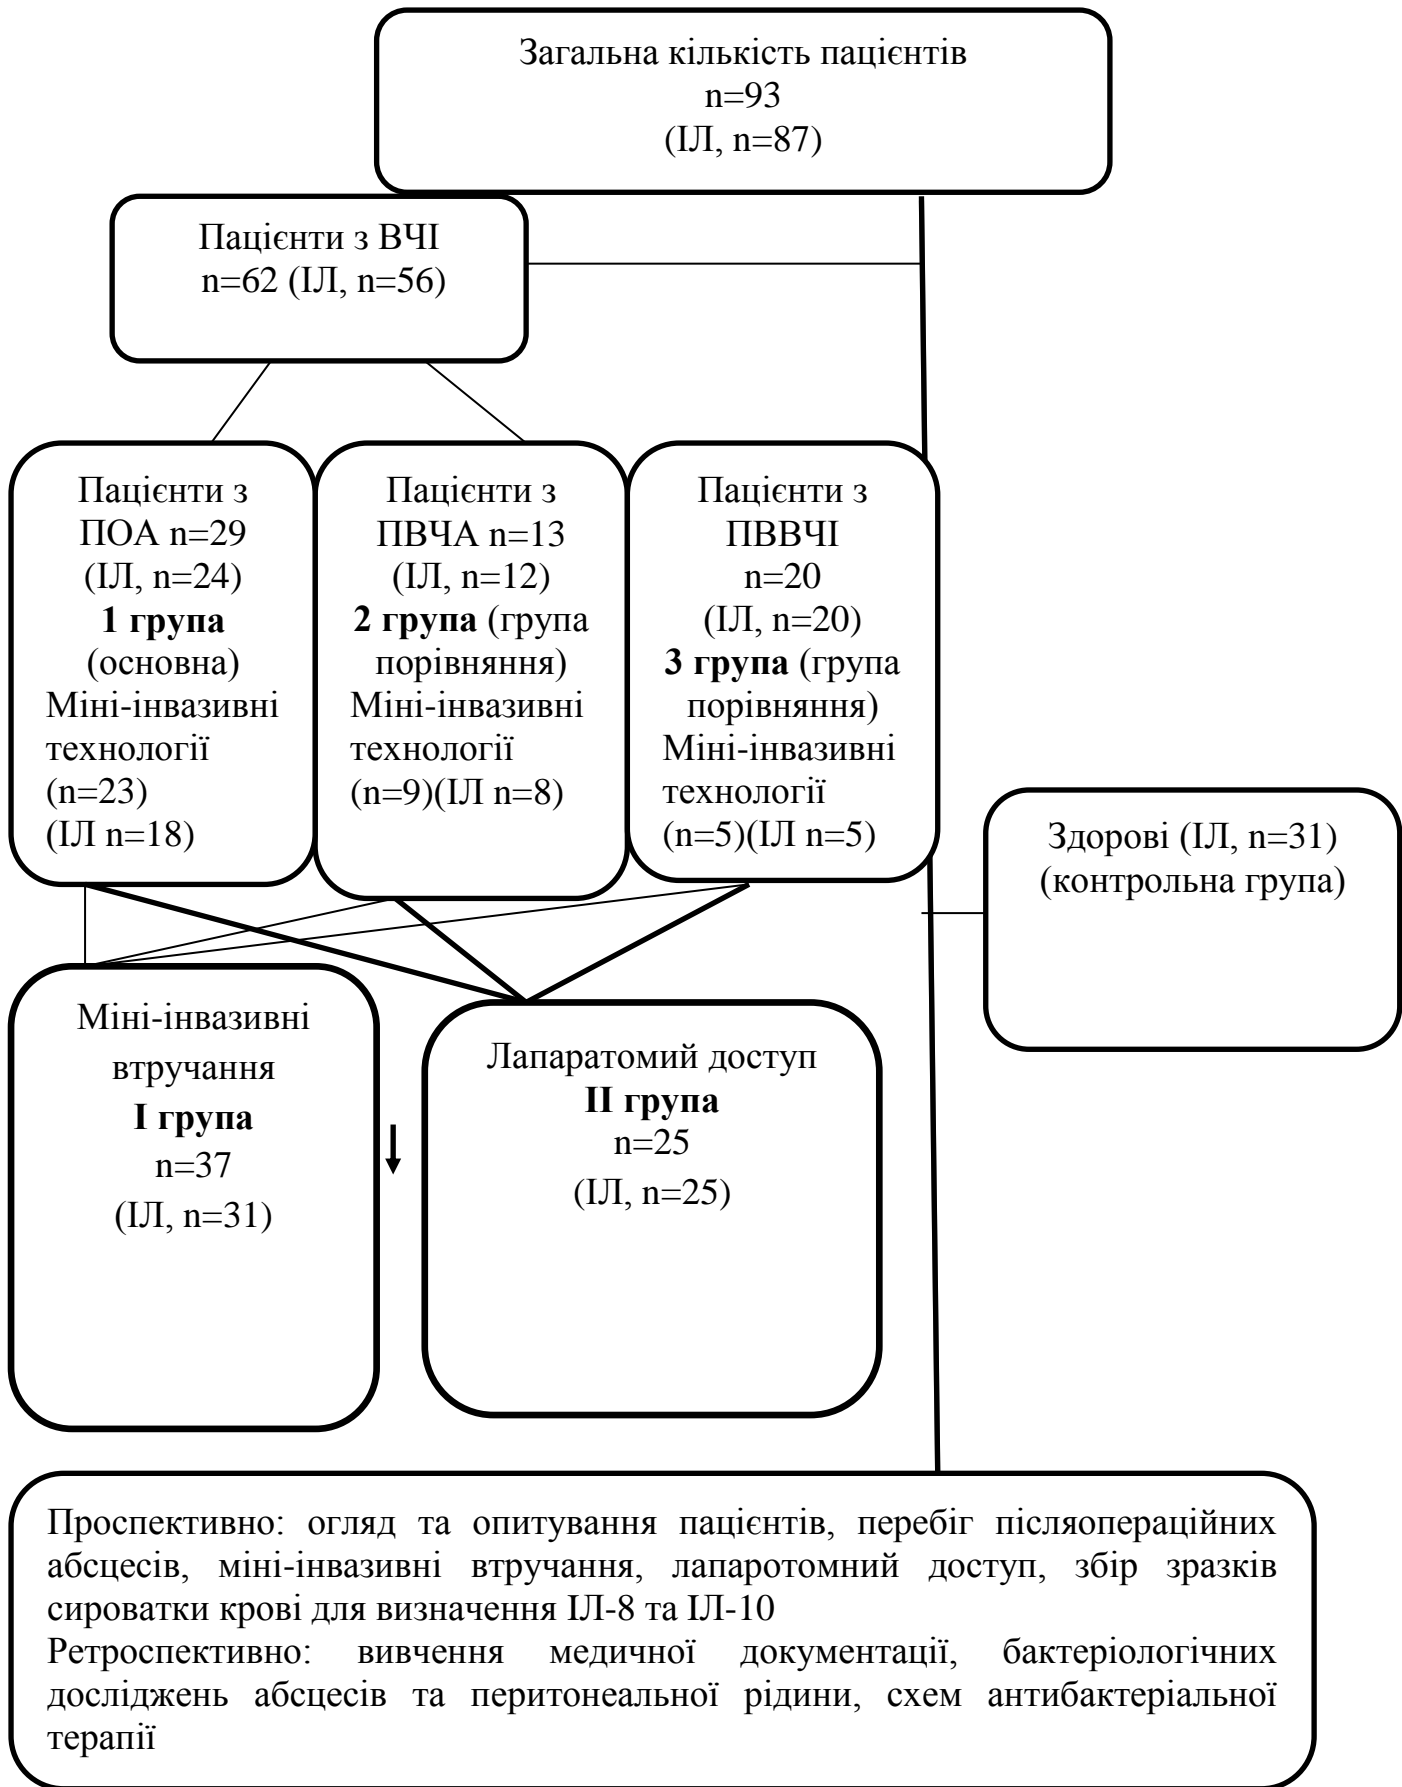 Загальна кількість пацієнтів
n=93
(ІЛ, n=87)
Пацієнти з ВЧІ
n=62 (ІЛ, n=56)
Пацієнти з
ПОА n=29
(ІЛ, n=24)
1 група
(основна)
Міні-інвазивні
технології
(n=23)
(ІЛ n=18)
Пацієнти з
ПВЧА n=13
(ІЛ, n=12)
2 група (група
порівняння)
Міні-інвазивні
технології
(n=9)(ІЛ n=8)
Пацієнти з
ПВВЧІ
n=20
(ІЛ, n=20)
3 група (група
порівняння)
Міні-інвазивні
технології
(n=5)(ІЛ n=5)
Здорові (ІЛ, n=31)
(контрольна група)
Міні-інвазивні
втручання
І група
n=37
(ІЛ, n=31)
Лапаратомий доступ
ІІ група
n=25
(ІЛ, n=25)
Проспективно: огляд та опитування пацієнтів, перебіг післяопераційних
абсцесів, міні-інвазивні втручання, лапаротомний доступ, збір зразків
сироватки крові для визначення ІЛ-8 та ІЛ-10
Ретроспективно: вивчення медичної документації, бактеріологічних
досліджень абсцесів та перитонеальної рідини, схем антибактеріальної
терапії